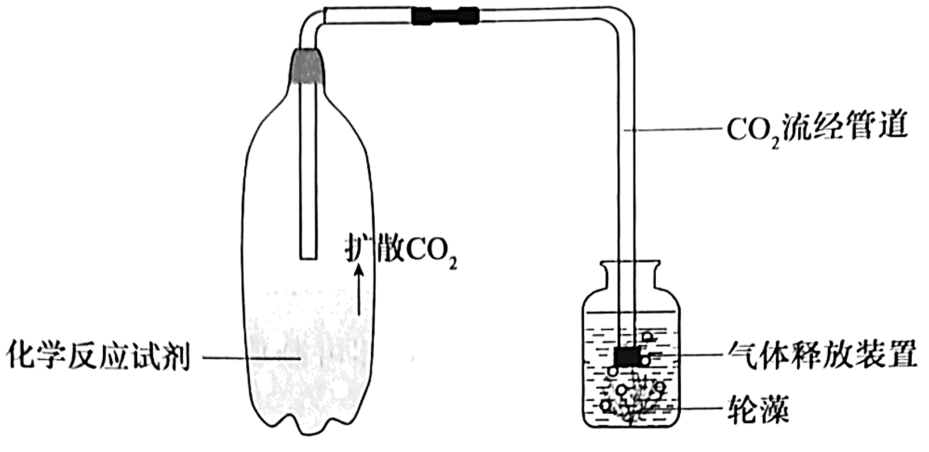 CO₂流经管道
扩散CO₂
化学反应试剂
气体释放装置
轮藻